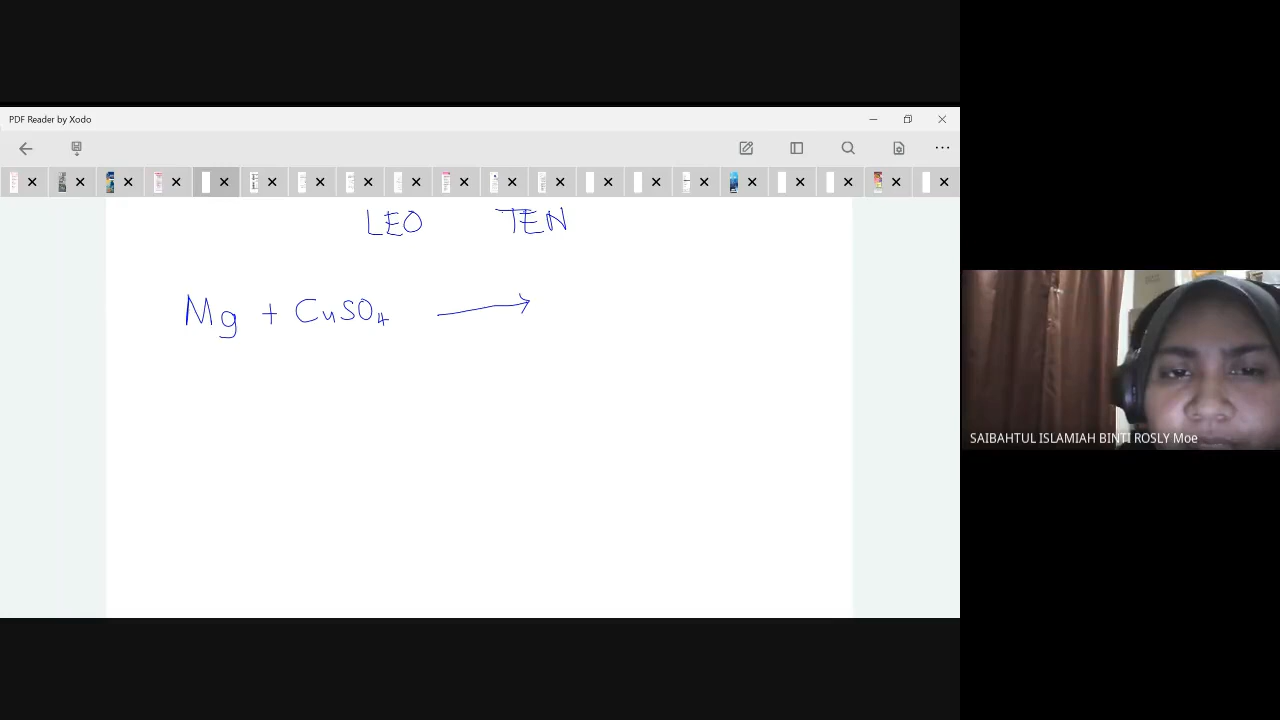 PDF Reader by Xodo
LEO TEN
Mg + CuSO4 →
SAIBAHTUL ISLAMIAH BINTI ROSLY Moe